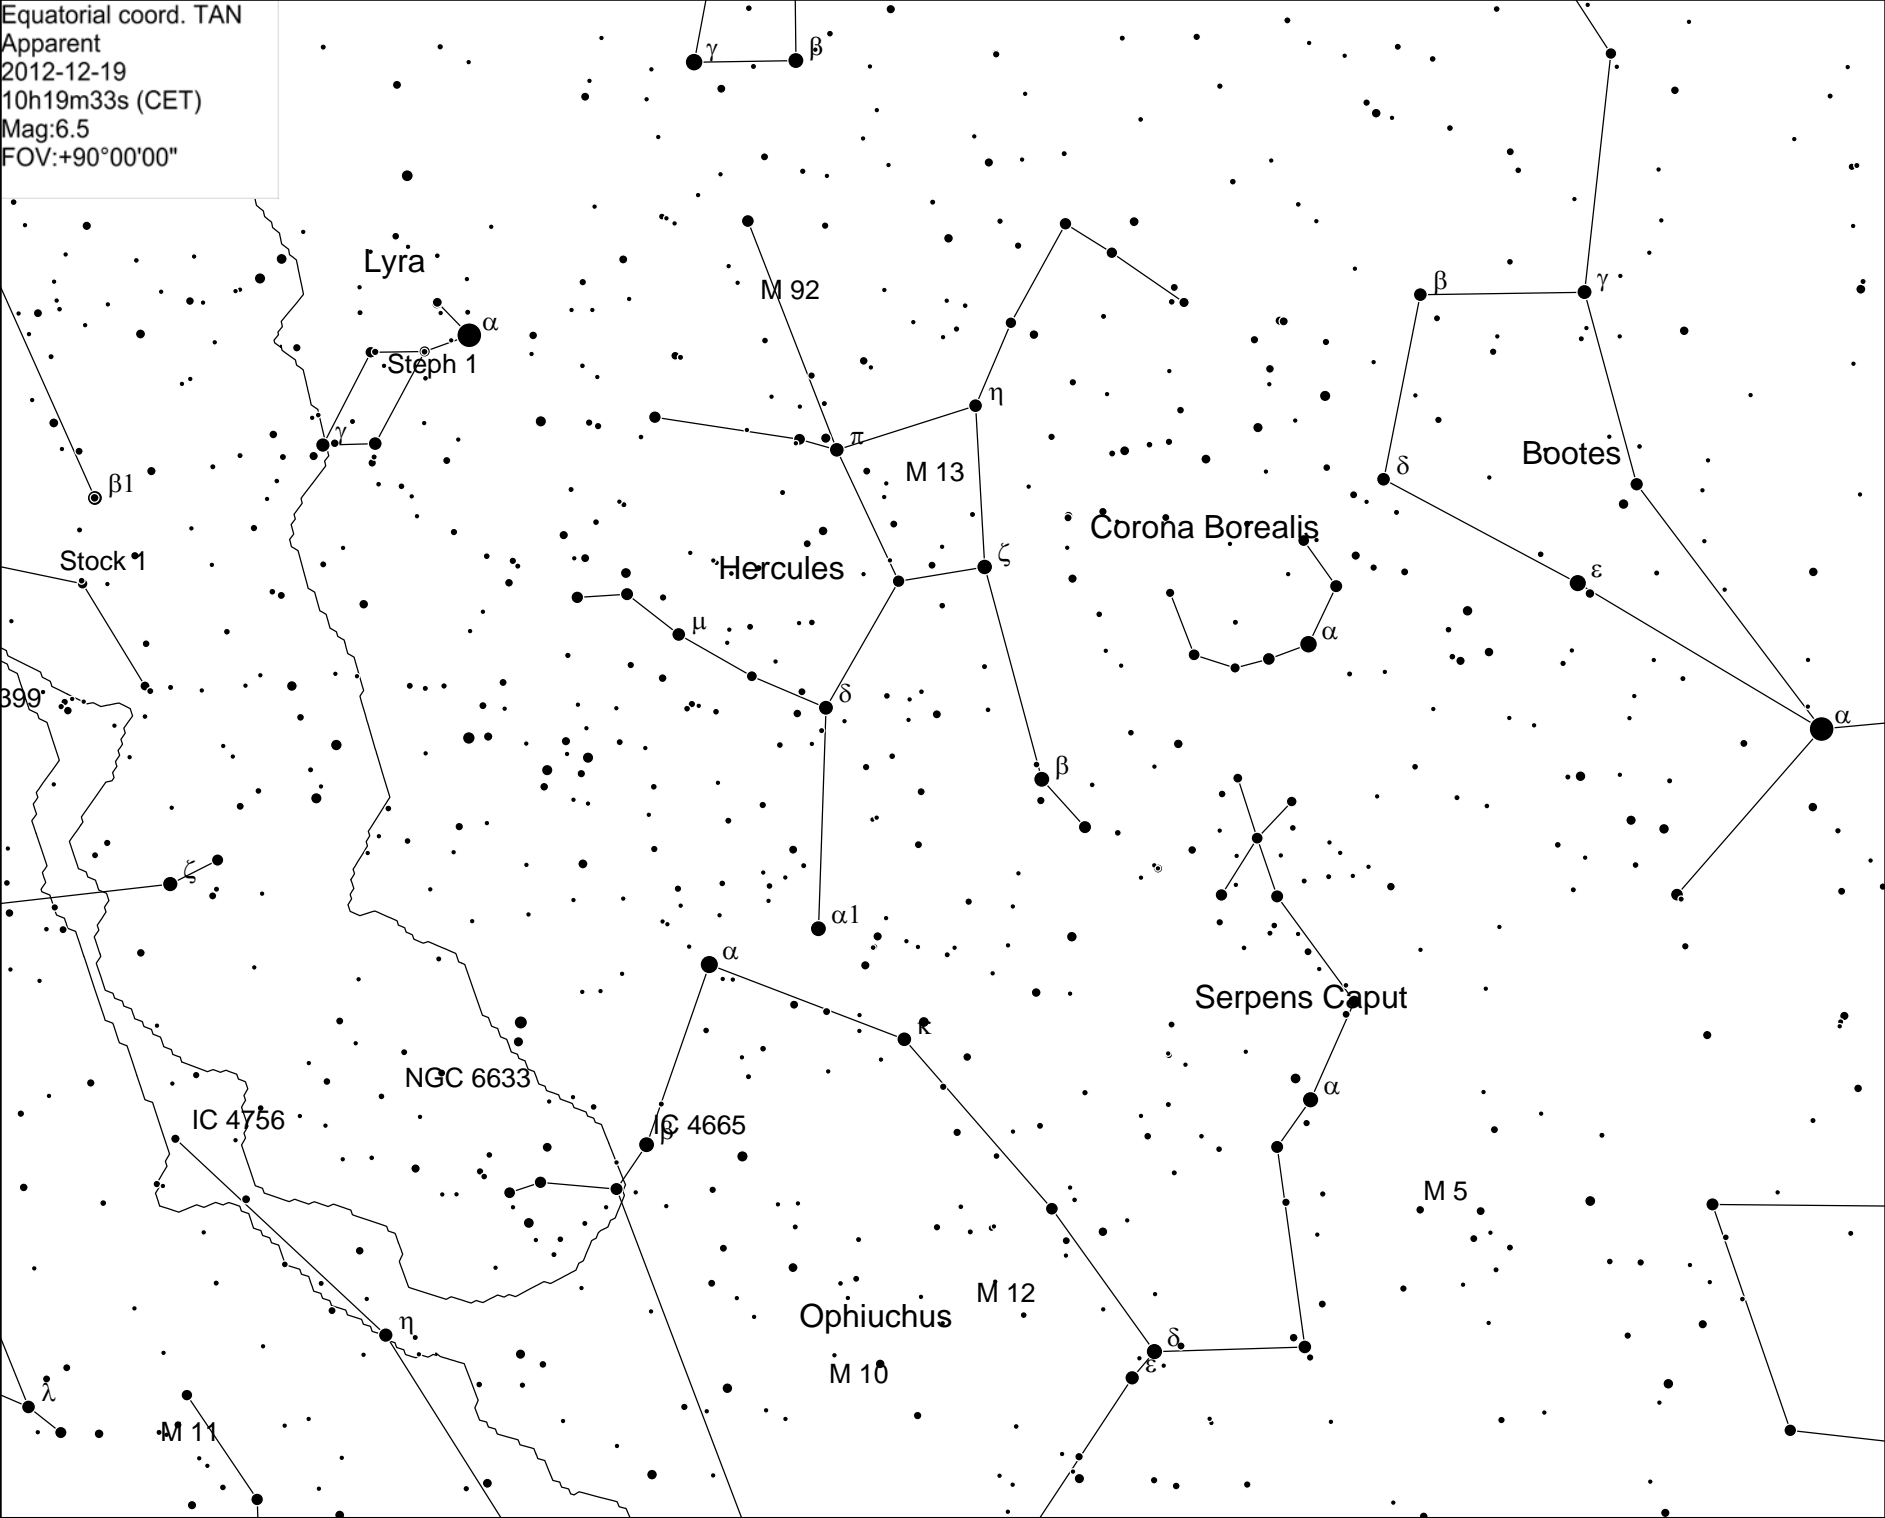 Equatorial coord. TAN
Apparent
2012-12-19
10h19m33s (CET)
Mag:6.5
FOV:+90°00'00"
γ β
Lyra
M 92
β γ
α
Steph 1
η
γ
π
M 13
δ
Bootes
β1
Corona Borealis
Stock 1
Hercules
ζ
ε
μ
α
δ
399
α
β
ζ
α1
α
Serpens Caput
κ
NGC 6633
α
IC 4756
IC 4665
β
M 5
M 12
Ophiuchus
η
δ
ε
M 10
λ
M 11